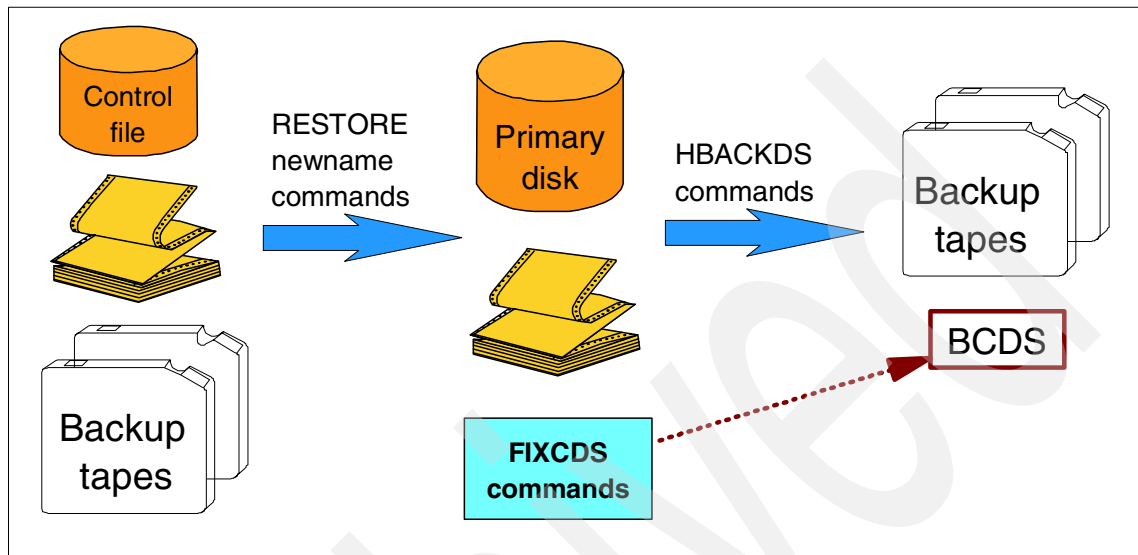 Control
file
RESTORE
newname
commands
Primary
disk
HBACKDS
commands
Backup
tapes
Backup
tapes
BCDS
FIXCDS
commands